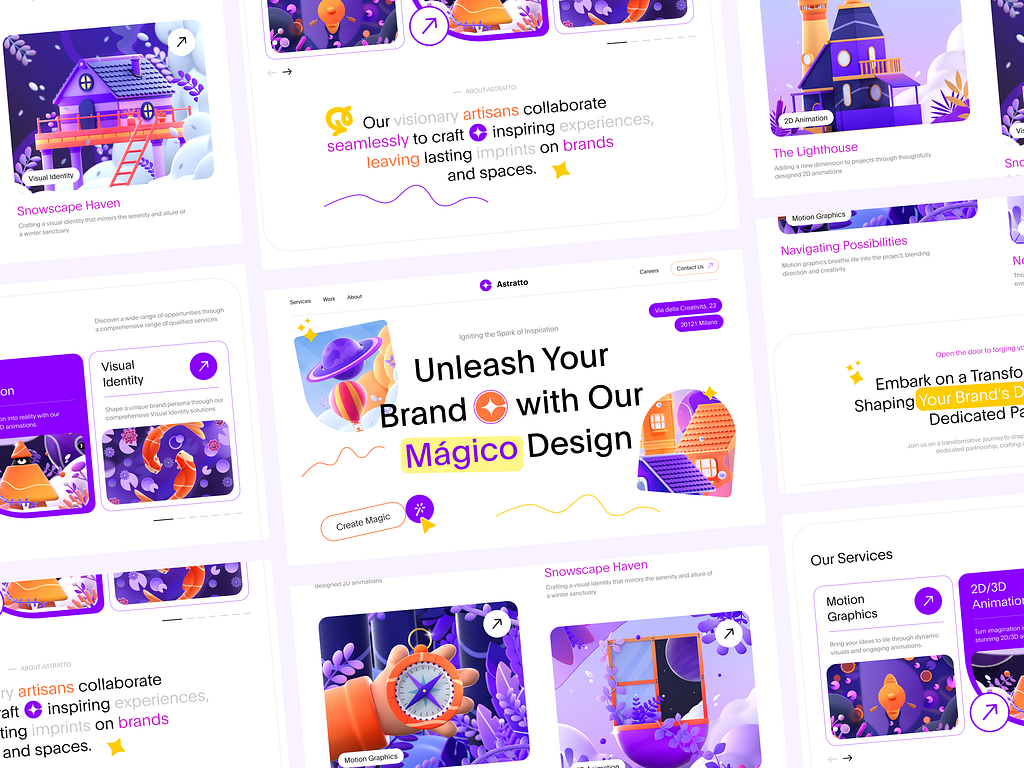 Visual Identity
Snowscape Haven
Crafting a visual identity that mirrors the serenity and allure of
a winter sanctuary
ABOUT ASTRATTO
Our visionary artisans collaborate
seamlessly to craft inspiring experiences,
leaving lasting imprints on brands
and spaces.
2D Animation
The Lighthouse
Adding a new dimension to projects through thoughtfully
designed 2D animations
Motion Graphics
Navigating Possibilities
Motion graphics breathe life into the project, blending
direction and creativity
Discover a wide range of opportunities through
a comprehensive range of qualified services
Visual
Identity
Shape a unique brand persona through our
comprehensive Visual Identity solutions.
on into reality with our
D animations.
Services
Work
About
Astratto
Careers
Contact Us
Via della Creatività, 23
20121 Milano
Igniting the Spark of Inspiration
Unleash Your
Brand with Our
Mágico Design
Create Magic
Open the door to forging yo
Embark on a Transfo
Shaping Your Brand's D
Dedicated Pa
Join us on a transformative journey to shap
dedicated partnership, crafting
ABOUT ASTRATTO
ry artisans collaborate
raft inspiring experiences,
ting imprints on brands
and spaces.
designed 2D animations
Motion Graphics
Snowscape Haven
Crafting a visual identity that mirrors the serenity and allure of
a winter sanctuary
Our Services
Motion
Graphics
Bring your ideas to life through dynamic
visuals and engaging animations.
2D/3D
Animation
Turn imagination i
stunning 2D/3D a